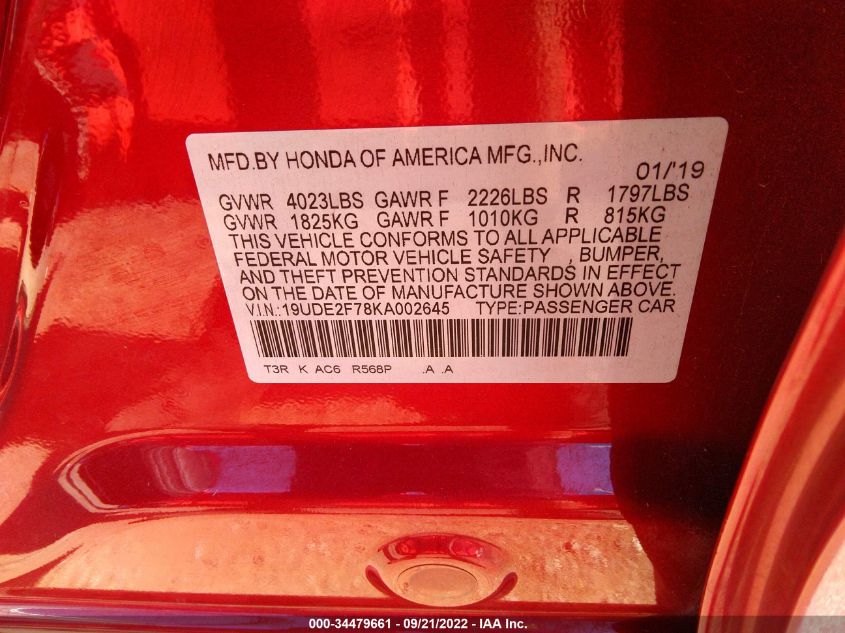 MFD.BY HONDA OF AMERICA MFG.,INC.
01/'19
GVWR 4023LBS GAWR F 2226LBS R 1797LBS
GVWR 1825KG GAWR F 1010KG R 815KG
THIS VEHICLE CONFORMS TO ALL APPLICABLE
FEDERAL MOTOR VEHICLE SAFETY , BUMPER,
AND THEFT PREVENTION STANDARDS IN EFFECT
ON THE DATE OF MANUFACTURE SHOWN ABOVE.
V.I.N.:19UDE2F78KA002645 TYPE:PASSENGER CAR
T3R K AC6 R568P .A .A
000-34479661 - 09/21/2022 - IAA Inc.